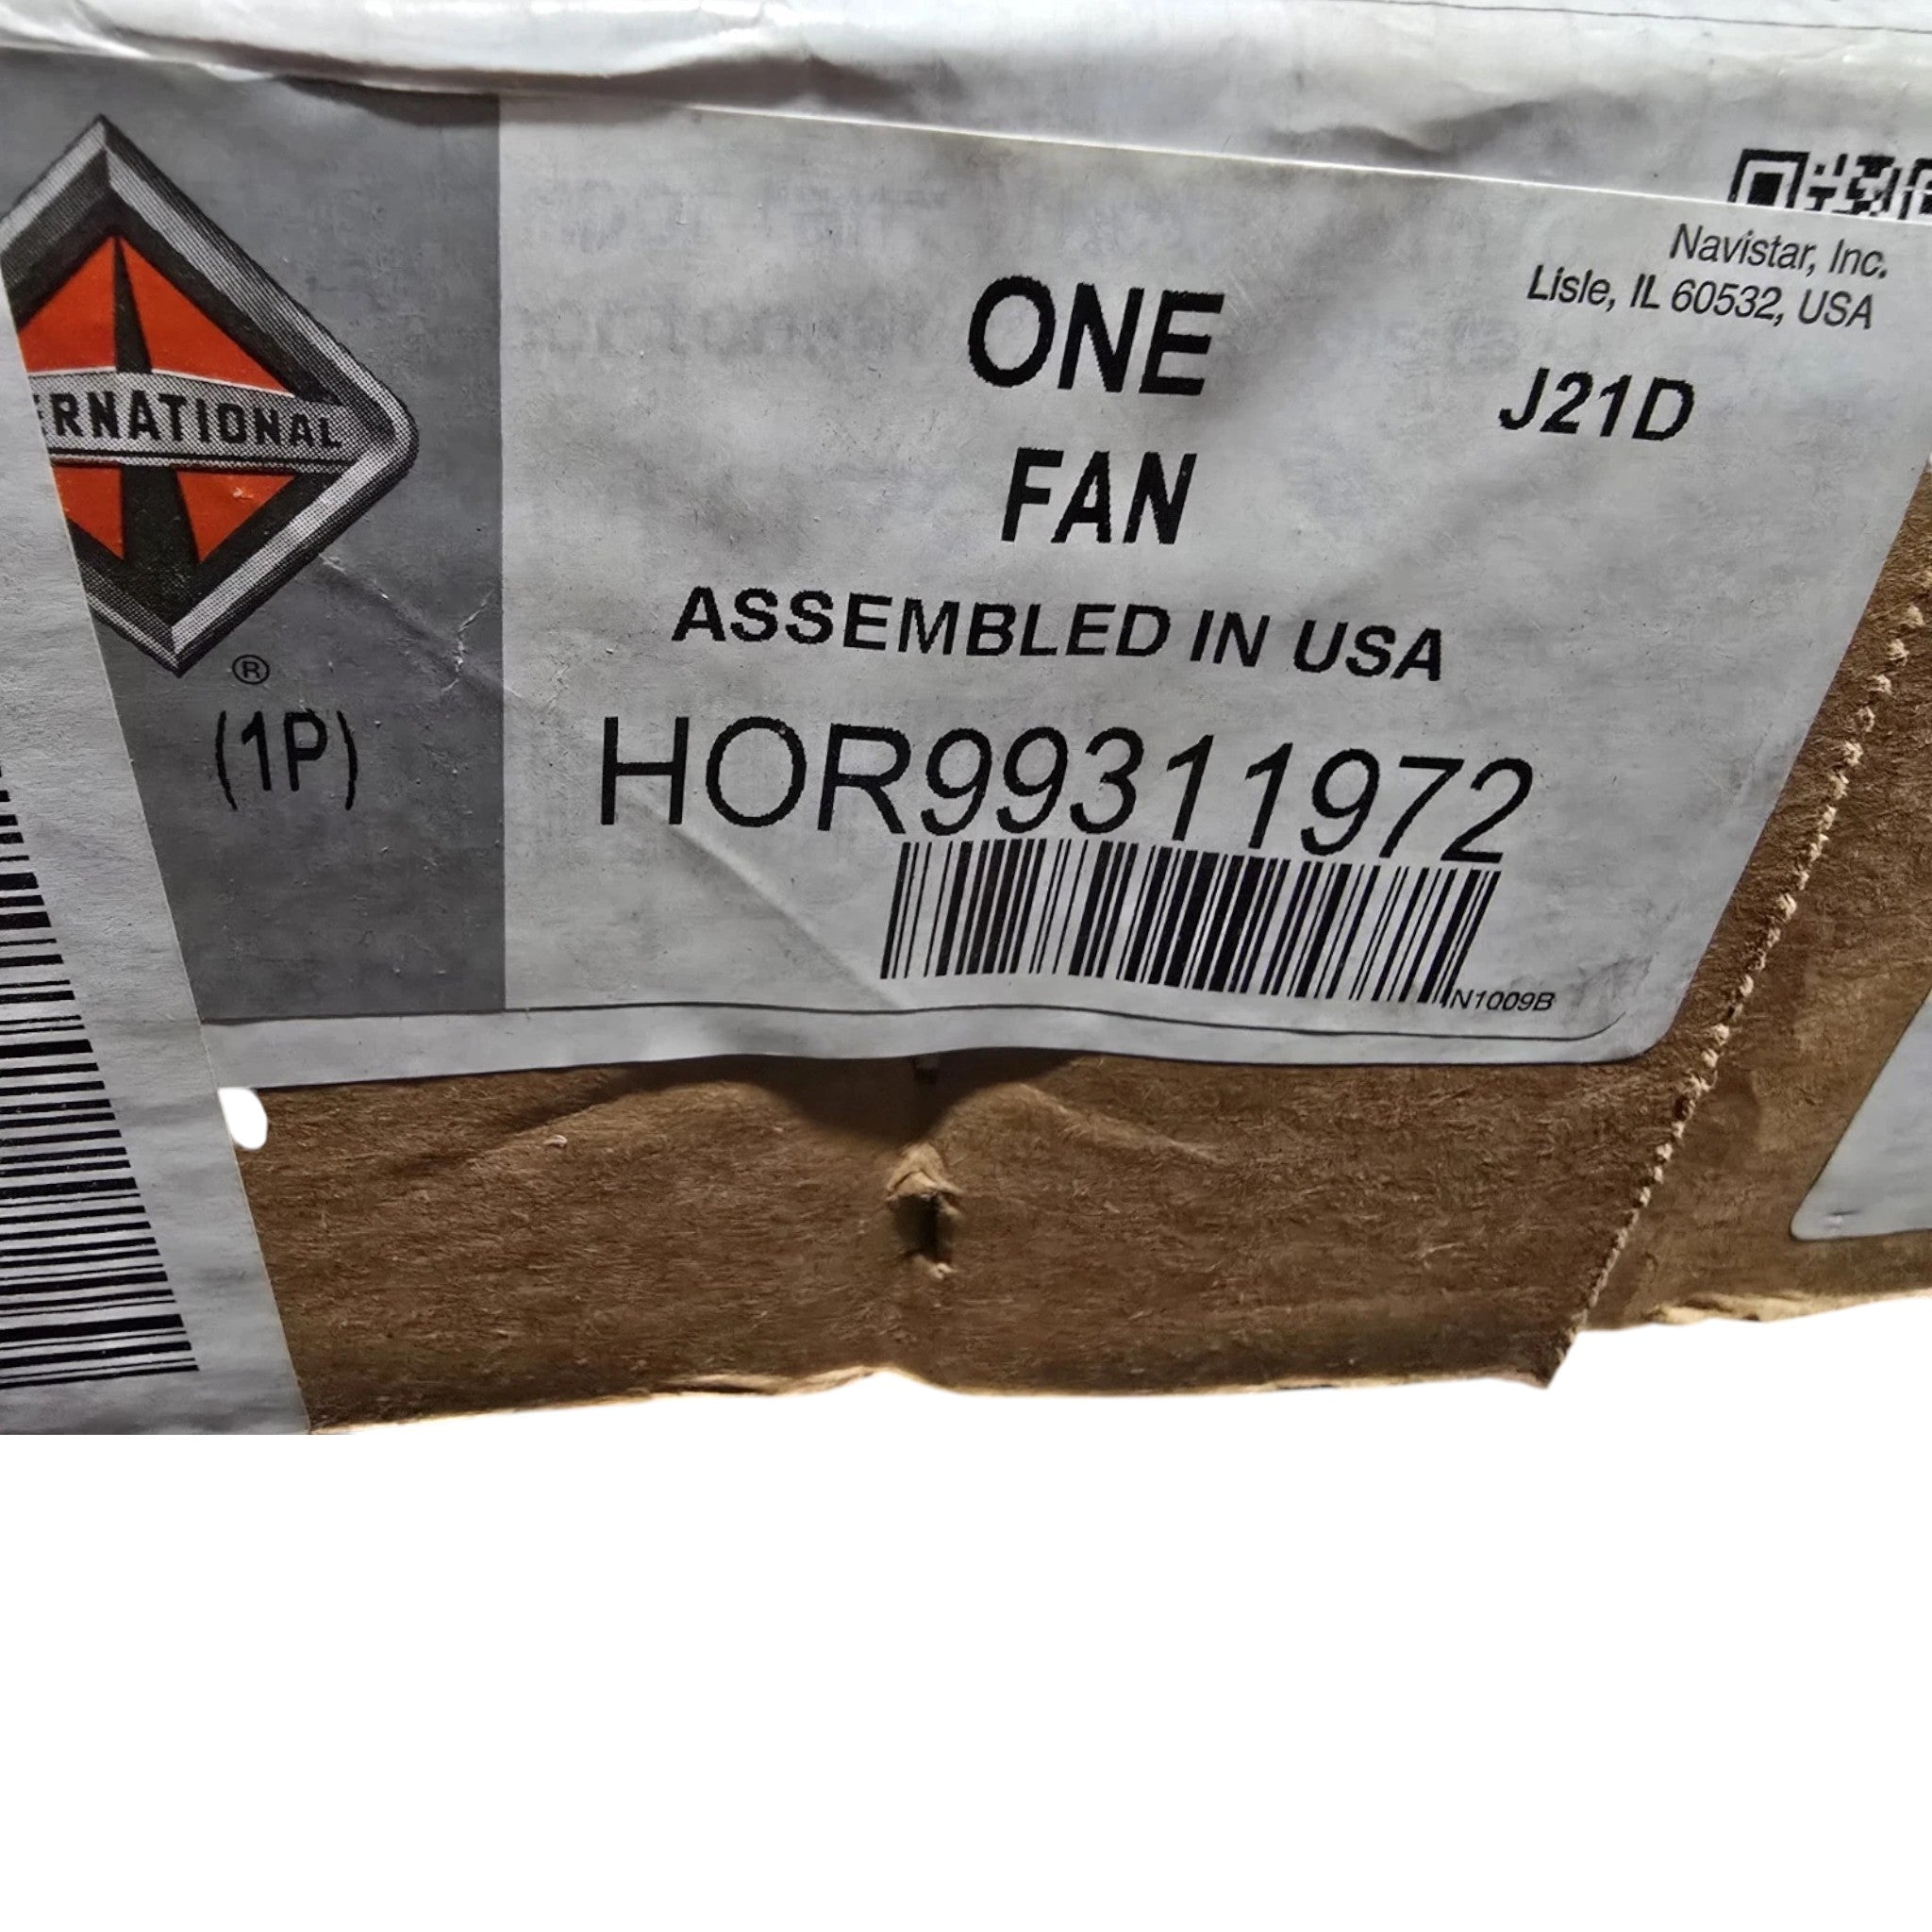 ERNATIONAL
®
(1P)
Navistar, Inc.
Lisle, IL 60532, USA
J21D
ONE
FAN
ASSEMBLED IN USA
HOR99311972
N1009B